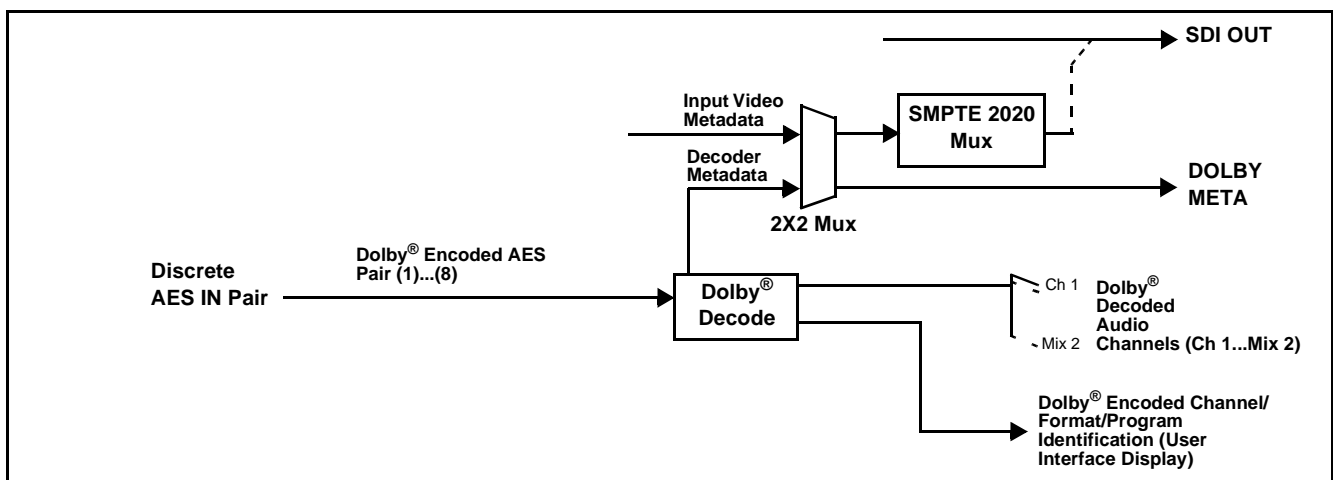 SDI OUT
Input Video
Metadata
SMPTE 2020
Mux
Decoder
Metadata
DOLBY
META
2X2 Mux
Dolby® Encoded AES
Pair (1)...(8)
Discrete
AES IN Pair
Dolby®
Decode
Ch 1
Mix 2
Dolby®
Decoded
Audio
Channels (Ch 1...Mix 2)
Dolby® Encoded Channel/
Format/Program
Identification (User
Interface Display)